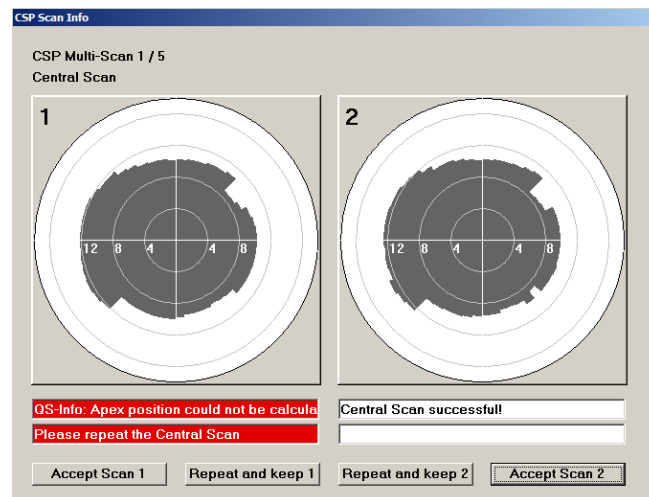 CSP Scan Info
CSP Multi-Scan 1 / 5
Central Scan
1
2
12 8 4 4 8
12 8 4 4 8
QS-Info: Apex position could not be calcula
Central Scan successful!
Please repeat the Central Scan
Accept Scan 1
Repeat and keep 1
Repeat and keep 2
Accept Scan 2